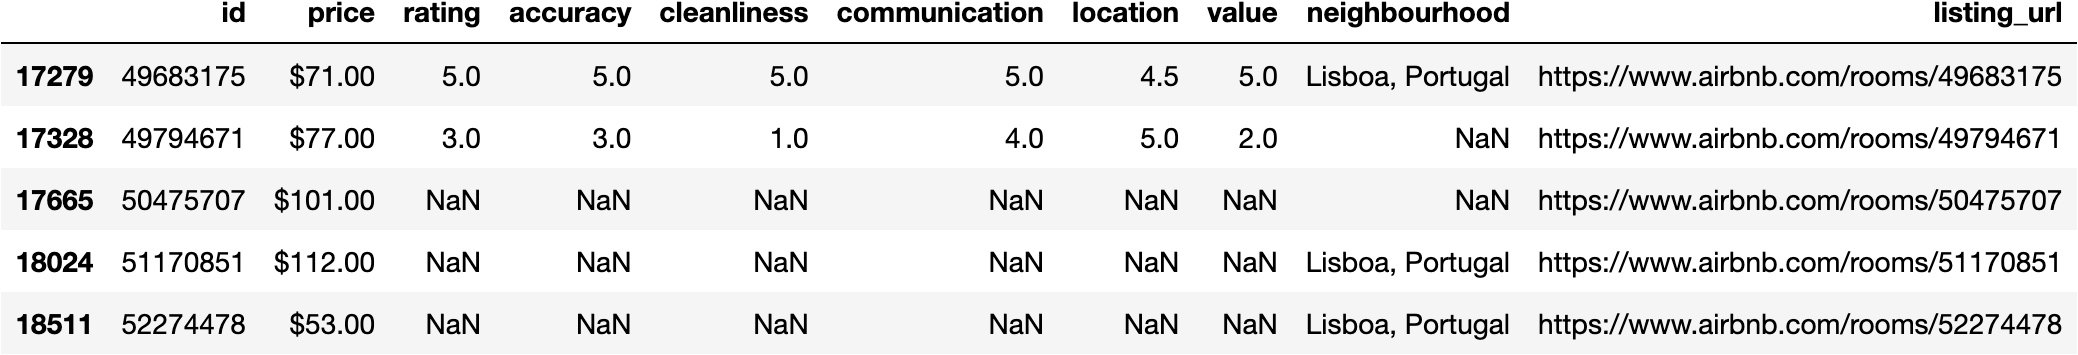 id price rating accuracy cleanliness communication location value neighbourhood listing_url
17279 49683175 $71.00 5.0 5.0 5.0 5.0 4.5 5.0 Lisboa, Portugal https://www.airbnb.com/rooms/49683175
17328 49794671 $77.00 3.0 3.0 1.0 4.0 5.0 2.0 NaN https://www.airbnb.com/rooms/49794671
17665 50475707 $101.00 NaN NaN NaN NaN NaN NaN NaN https://www.airbnb.com/rooms/50475707
18024 51170851 $112.00 NaN NaN NaN NaN NaN NaN Lisboa, Portugal https://www.airbnb.com/rooms/51170851
18511 52274478 $53.00 NaN NaN NaN NaN NaN NaN Lisboa, Portugal https://www.airbnb.com/rooms/52274478